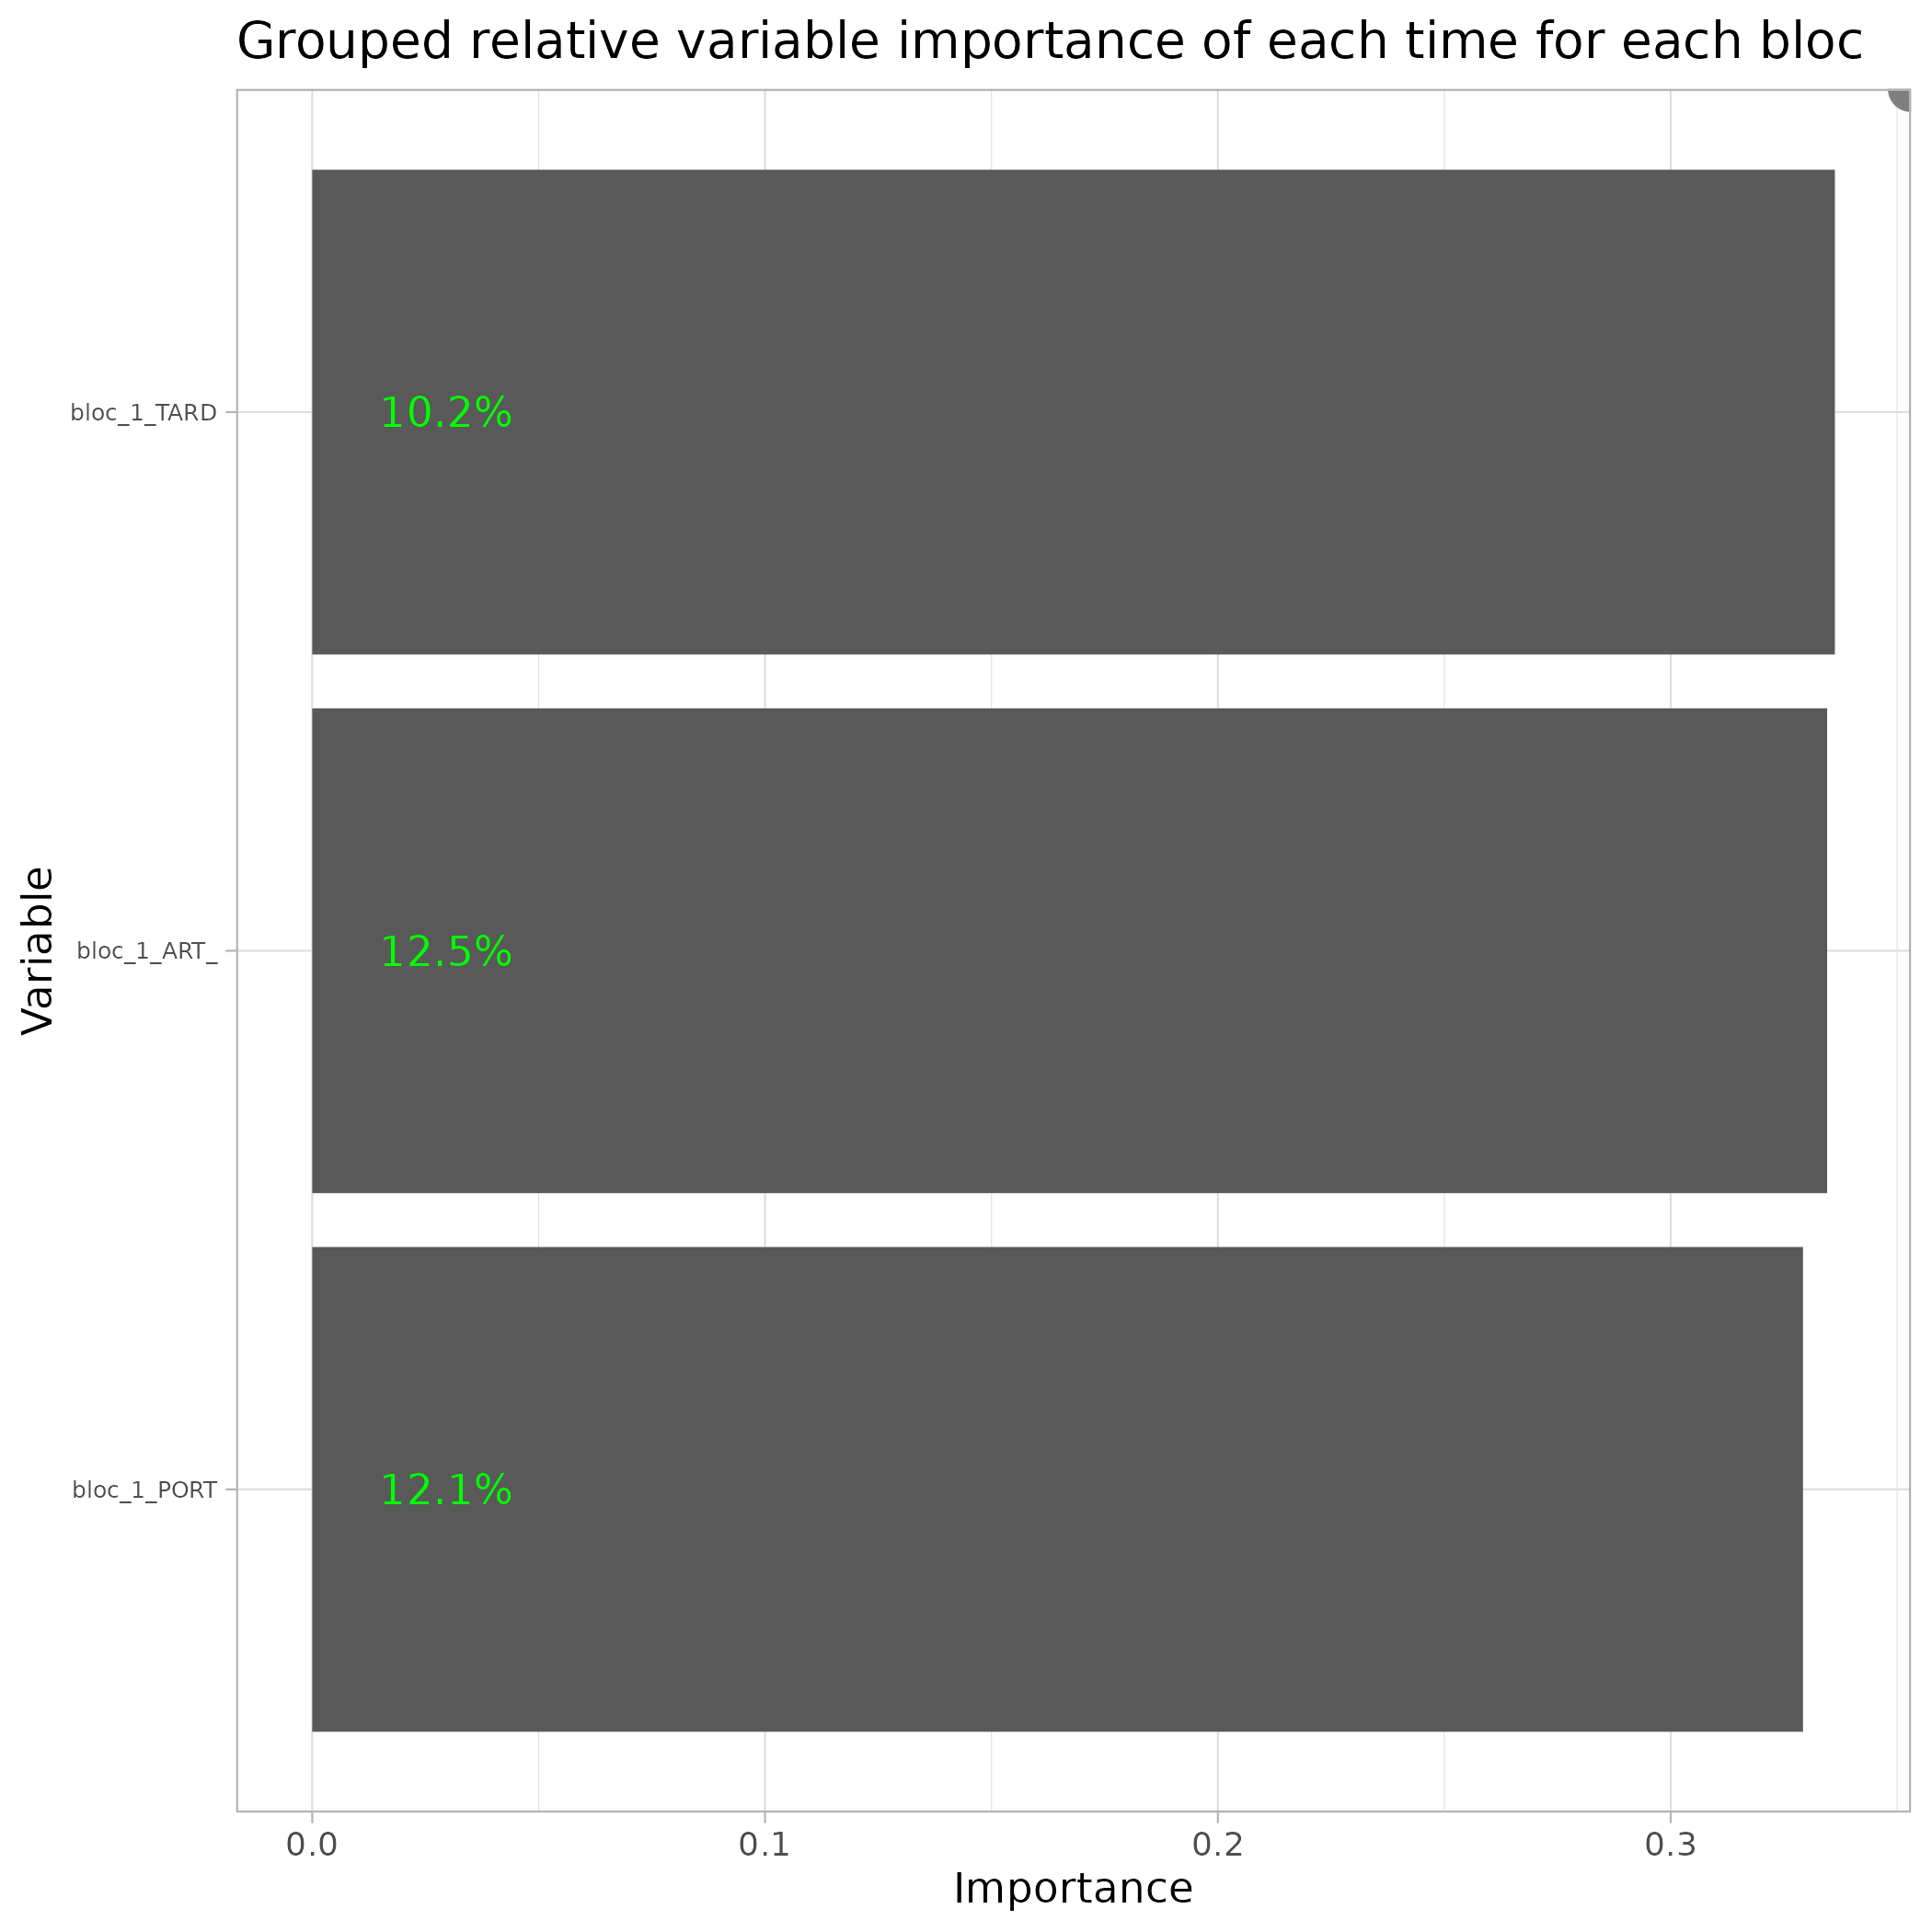 Grouped relative variable importance of each time for each bloc
Variable
bloc_1_TARD
10.2%
bloc_1_ART_
12.5%
bloc_1_PORT
12.1%
0.0 0.1 0.2 0.3
Importance